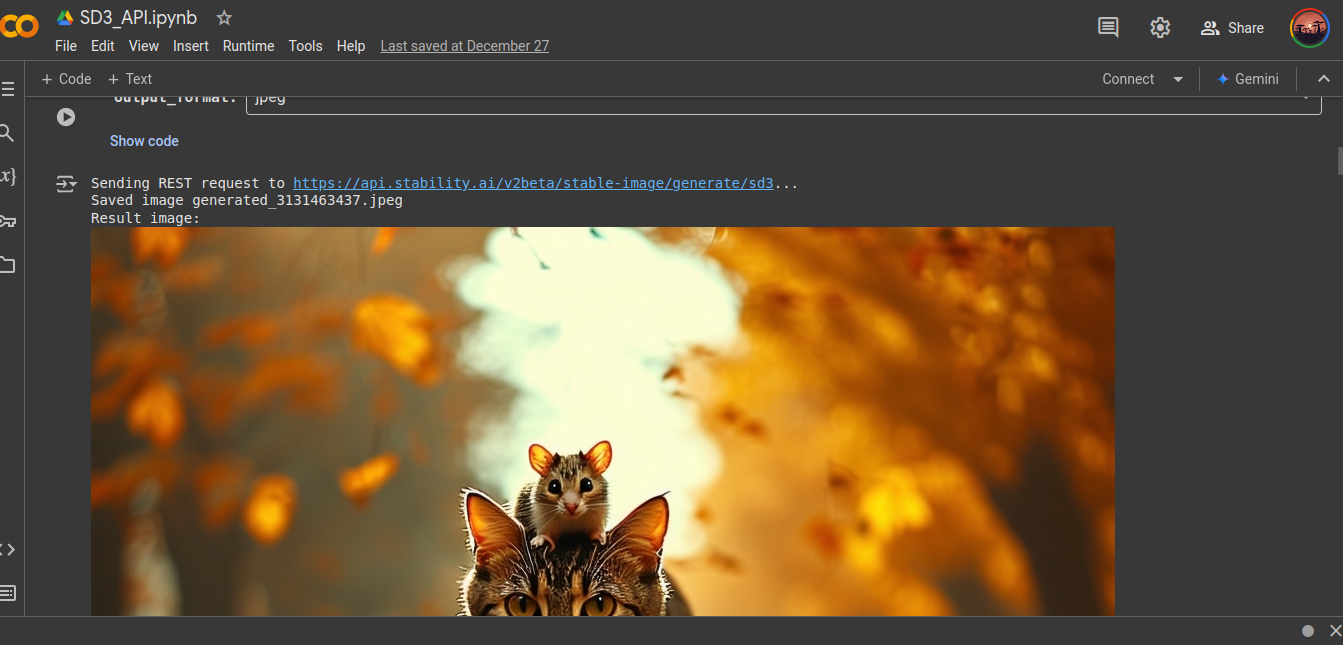 SD3_API.ipynb
File Edit View Insert Runtime Tools Help Last saved at December 27
Share
+ Code + Text
Connect
Gemini
output_format: jpeg
Show code
{x}
Sending REST request to https://api.stability.ai/v2beta/stable-image/generate/sd3...
Saved image generated_3131463437.jpeg
Result image: